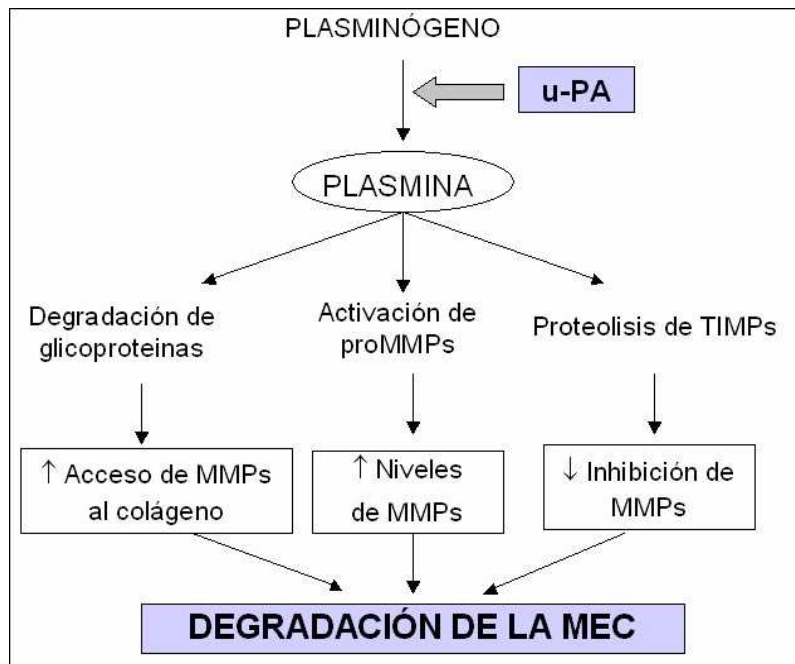 PLASMINÓGENO
u-PA
PLASMINA
Degradación de
glicoproteinas
Activación de
proMMPs
Proteolisis de TIMPs
↑ Acceso de MMPs
al colágeno
↑ Niveles
de MMPs
↓ Inhibición de
MMPs
DEGRADACIÓN DE LA MEC